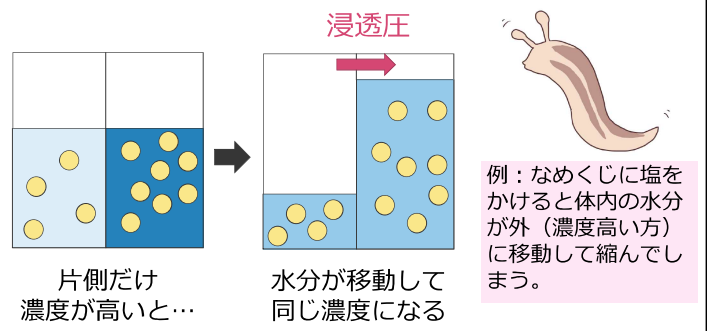 浸透圧
片側だけ
濃度が高いと…
水分が移動して
同じ濃度になる
例：なめくじに塩を
かけると体内の水分
が外（濃度高い方）
に移動して縮んでし
まう。